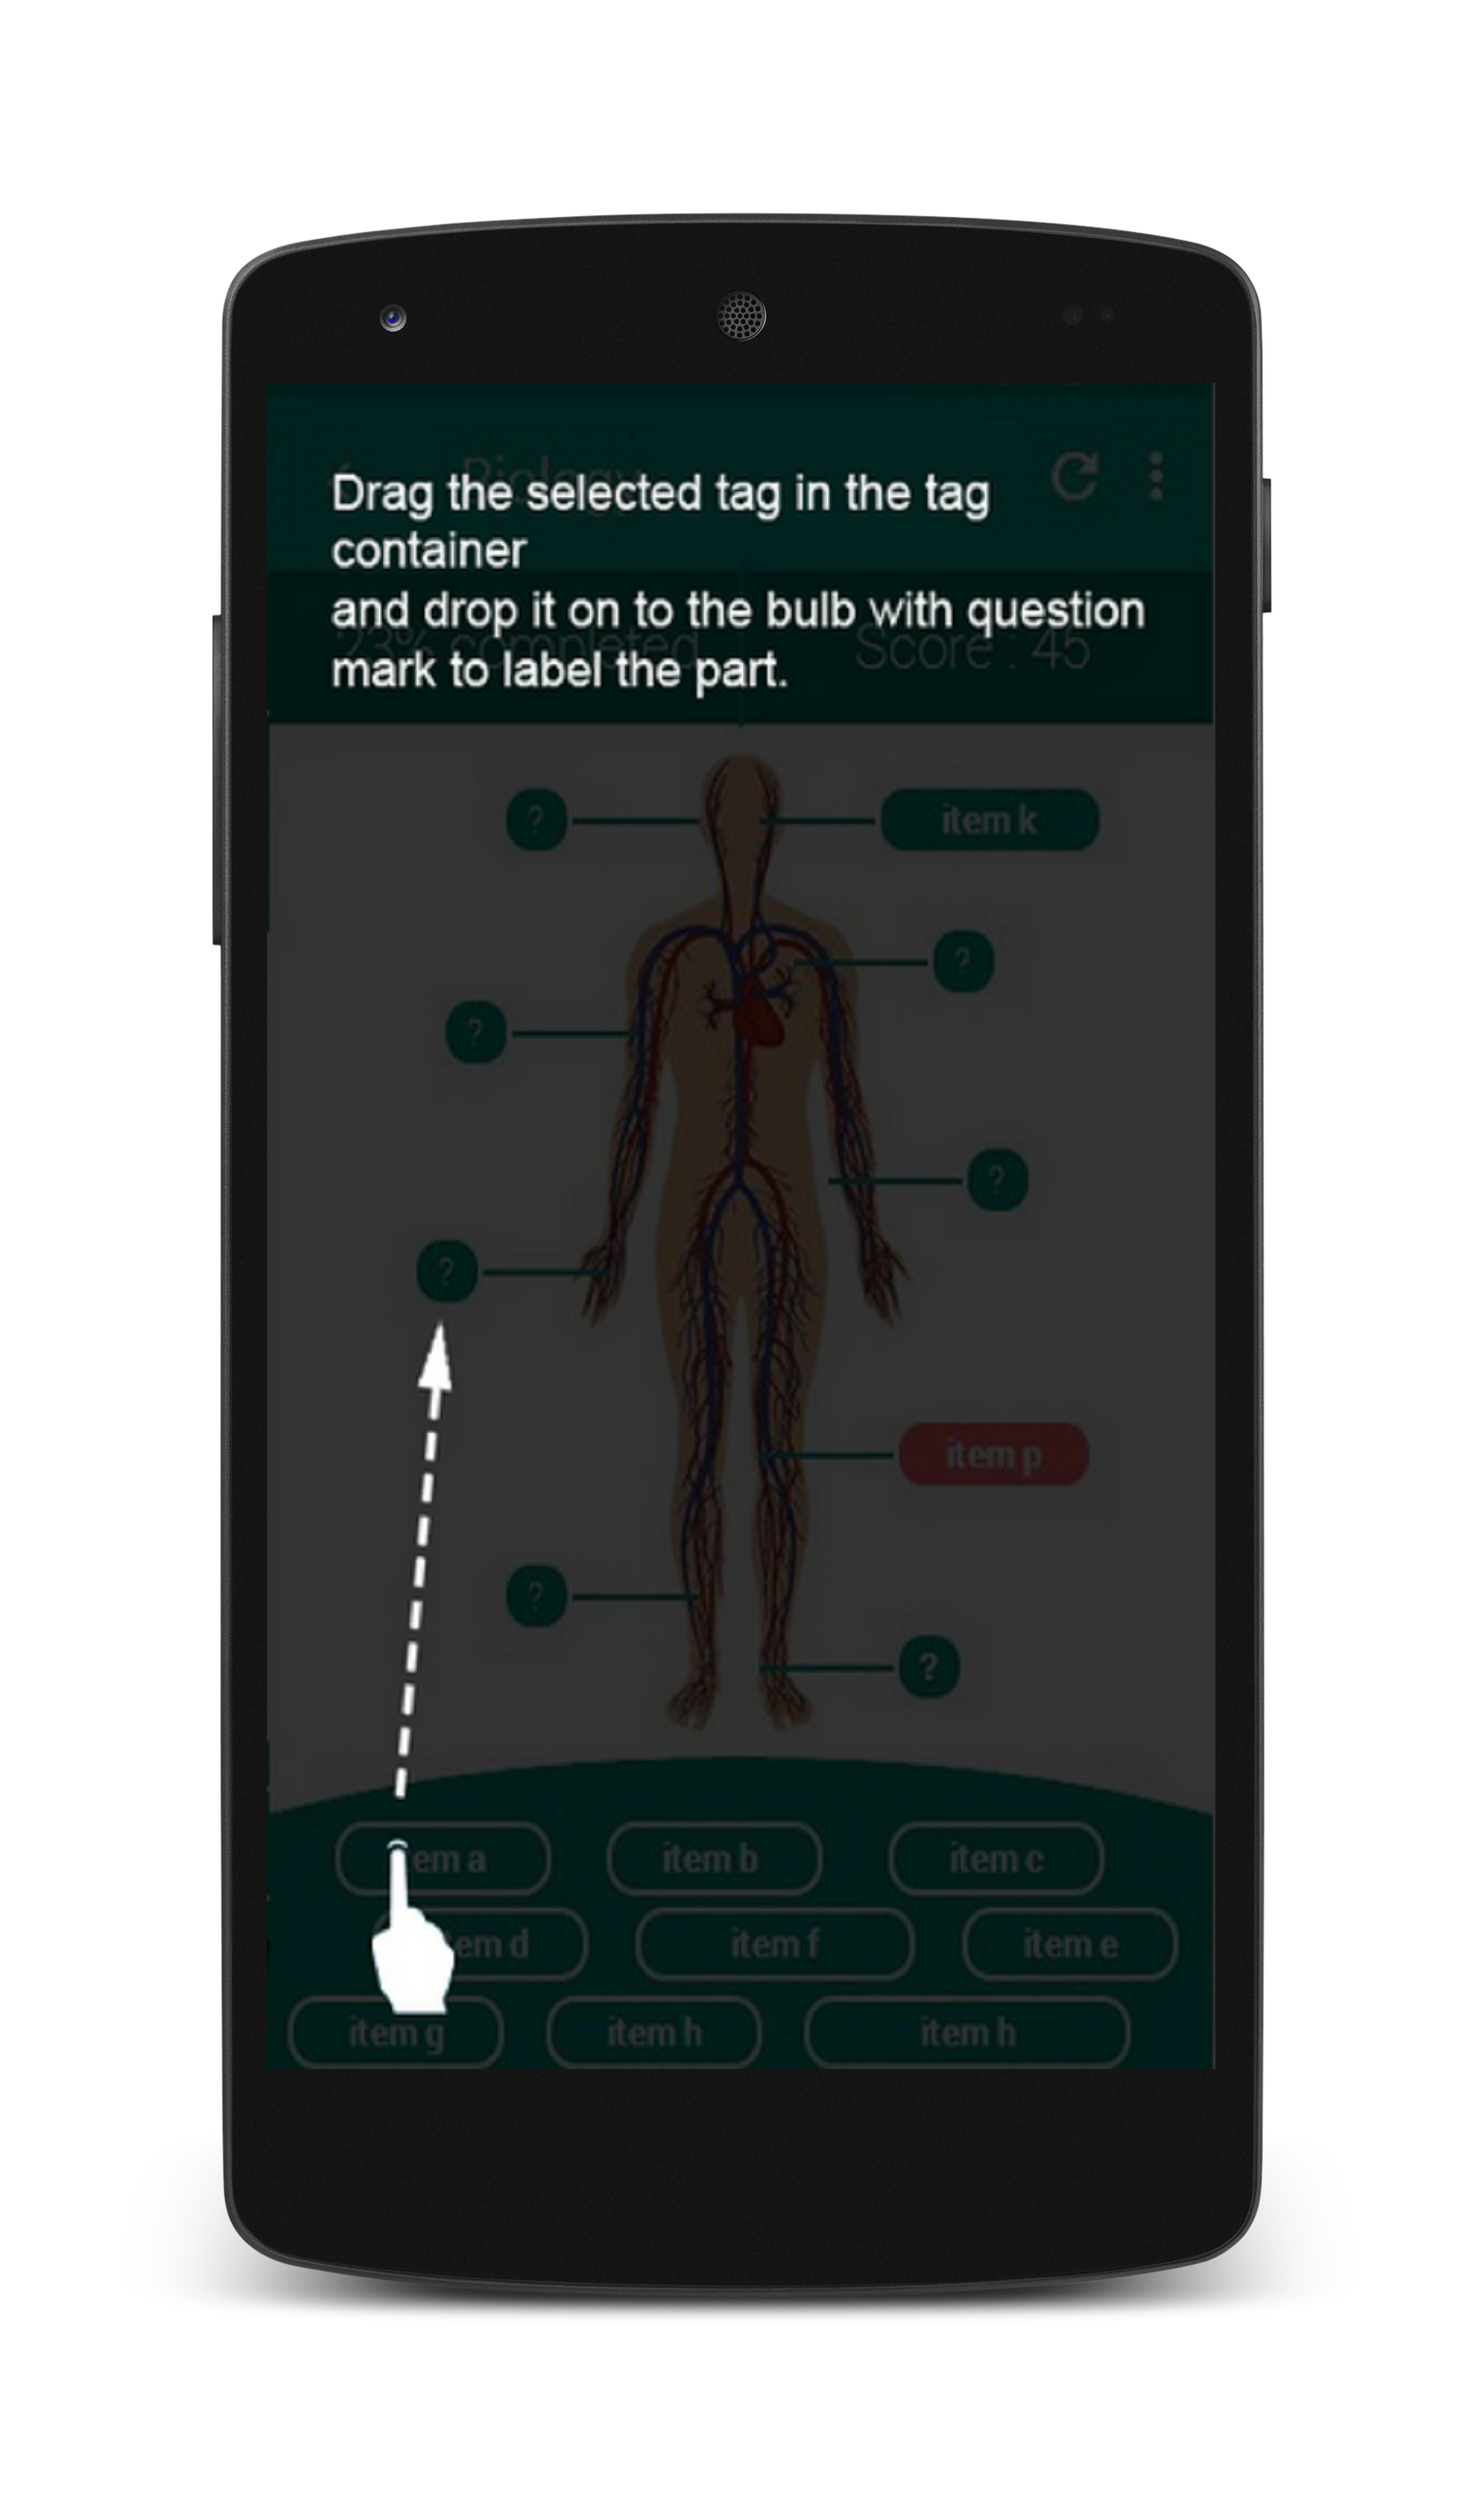 Biology
Drag the selected tag in the tag
container
and drop it on to the bulb with question
mark to label the part.
23% completed
Score : 45
?
item k
?
?
?
?
item p
?
?
item a
item b
item c
item d
item f
item e
item g
item h
item h